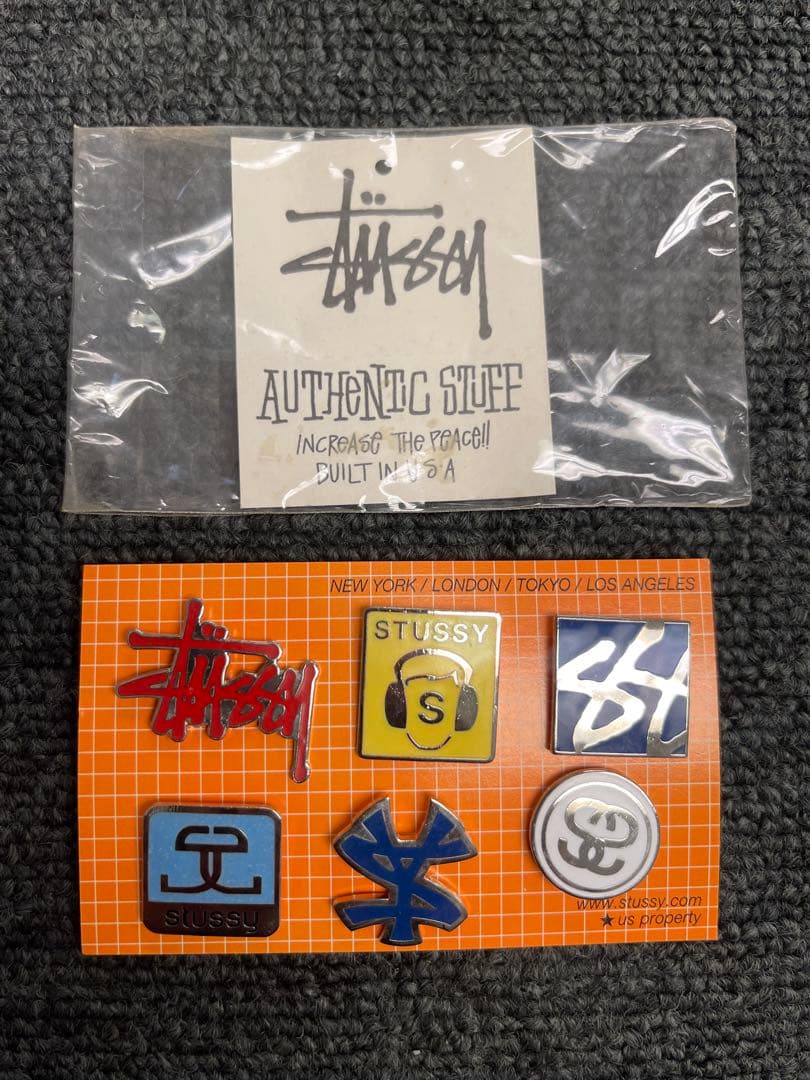 stüssy
AUTHENTIC STUFF
INCREASE THE PEACE!!
BUILT IN U S A
NEW YORK / LONDON / TOKYO / LOS ANGELES
stüssy
STUSSY
S
stussy
www.stussy.com
★ us property